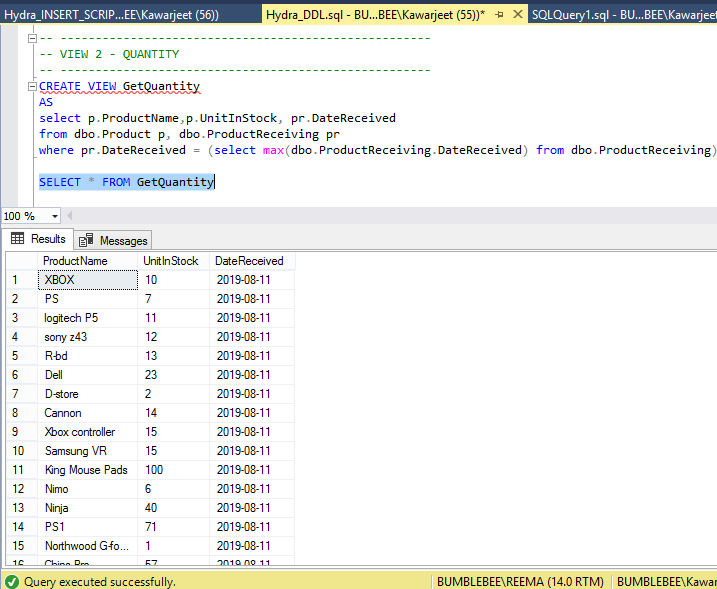 Hydra_INSERT_SCRIP...EE\Kawarjeet (56)) Hydra_DDL.sql - BU...BEE\Kawarjeet (55))* SQLQuery1.sql - BU...BEE\Kawarjeet
-- --------------------------------------------------
-- VIEW 2 - QUANTITY
-- --------------------------------------------------
CREATE VIEW GetQuantity
AS
select p.ProductName,p.UnitInStock, pr.DateReceived
from dbo.Product p, dbo.ProductReceiving pr
where pr.DateReceived = (select max(dbo.ProductReceiving.DateReceived) from dbo.ProductReceiving)
SELECT * FROM GetQuantity
100 %
Results Messages
ProductName UnitInStock DateReceived
1 XBOX 10 2019-08-11
2 PS 7 2019-08-11
3 logitech P5 11 2019-08-11
4 sony z43 12 2019-08-11
5 R-bd 13 2019-08-11
6 Dell 23 2019-08-11
7 D-store 2 2019-08-11
8 Cannon 14 2019-08-11
9 Xbox controller 15 2019-08-11
10 Samsung VR 15 2019-08-11
11 King Mouse Pads 100 2019-08-11
12 Nimo 6 2019-08-11
13 Ninja 40 2019-08-11
14 PS1 71 2019-08-11
15 Northwood G-fo... 1 2019-08-11
16 57 2019-08-11
Query executed successfully. BUMBLEBEE\REEMA (14.0 RTM) BUMBLEBEE\Kawar